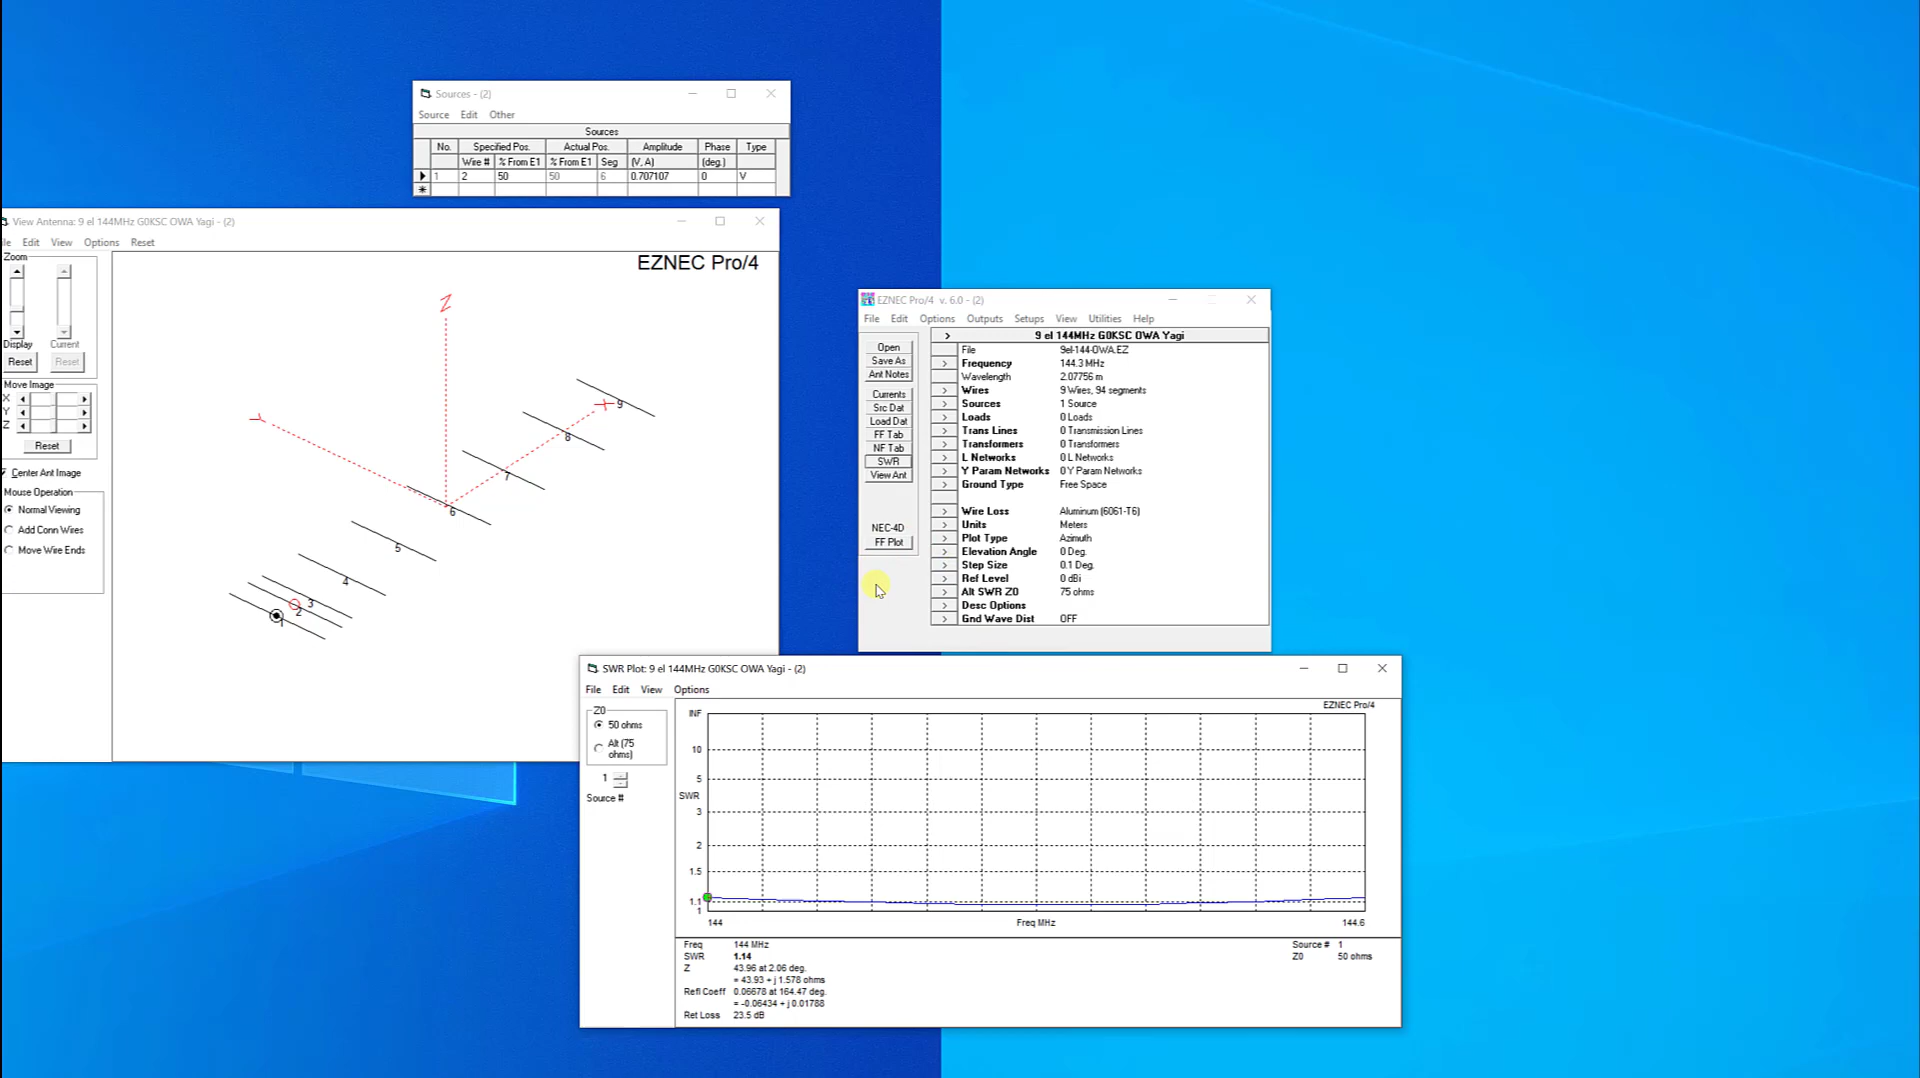 Sources - (2)
Source Edit Other
Sources
No. Specified Pos. Actual Pos. Amplitude Phase Type
Wire # % From E1 % From E1 Seg (V, A) (deg.)
1 2 50 50 6 0.707107 0 V
View Antenna: 9 el 144MHz G0KSC OWA Yagi - (2)
ile Edit View Options Reset
Zoom
Display Current
Reset Reset
Move Image
X
Y
Z
Reset
Center Ant Image
Mouse Operation
Normal Viewing
Add Conn Wires
Move Wire Ends
EZNEC Pro/4
Z
Y
X
9
8
7
6
5
4
3
2
1
EZNEC Pro/4 v. 6.0 - (2)
File Edit Options Outputs Setups View Utilities Help
Open
Save As
Ant Notes
Currents
Src Dat
Load Dat
FF Tab
NF Tab
SWR
View Ant
NEC-4D
FF Plot
> 9 el 144MHz G0KSC OWA Yagi
File 9el-144-OWA.EZ
> Frequency 144.3 MHz
Wavelength 2.07756 m
> Wires 9 Wires, 94 segments
> Sources 1 Source
> Loads 0 Loads
> Trans Lines 0 Transmission Lines
> Transformers 0 Transformers
> L Networks 0 L Networks
> Y Param Networks 0 Y Param Networks
> Ground Type Free Space
> Wire Loss Aluminum (6061-T6)
> Units Meters
> Plot Type Azimuth
> Elevation Angle 0 Deg.
> Step Size 0.1 Deg.
> Ref Level 0 dBi
> Alt SWR Z0 75 ohms
> Desc Options
> Gnd Wave Dist OFF
SWR Plot: 9 el 144MHz G0KSC OWA Yagi - (2)
File Edit View Options
Z0
50 ohms
Alt (75
ohms)
1
Source #
EZNEC Pro/4
INF
10
5
SWR
3
2
1.5
1.1
1
144 Freq MHz 144.6
Freq 144 MHz Source # 1
SWR 1.14 Z0 50 ohms
Z 43.96 at 2.06 deg.
= 43.93 + j 1.578 ohms
Refl Coeff 0.06678 at 164.47 deg.
= -0.06434 + j 0.01788
Ret Loss 23.5 dB